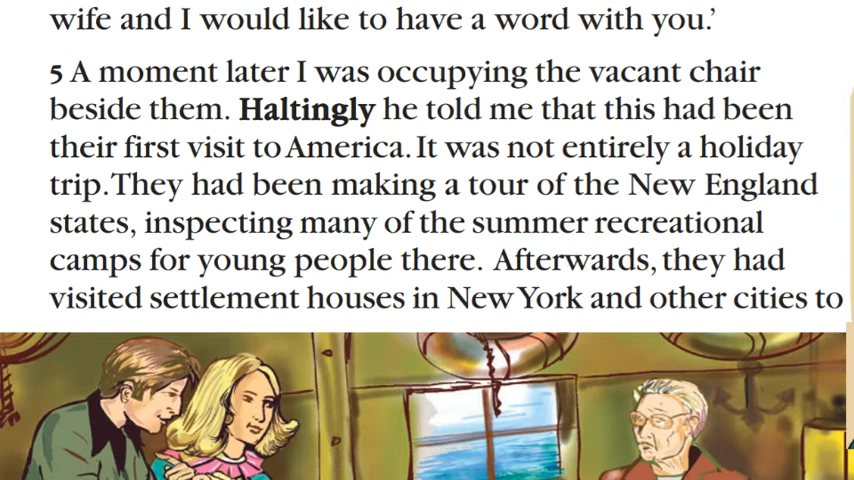 wife and I would like to have a word with you.’
5 A moment later I was occupying the vacant chair
beside them. Haltingly he told me that this had been
their first visit to America. It was not entirely a holiday
trip. They had been making a tour of the New England
states, inspecting many of the summer recreational
camps for young people there. Afterwards, they had
visited settlement houses in New York and other cities to